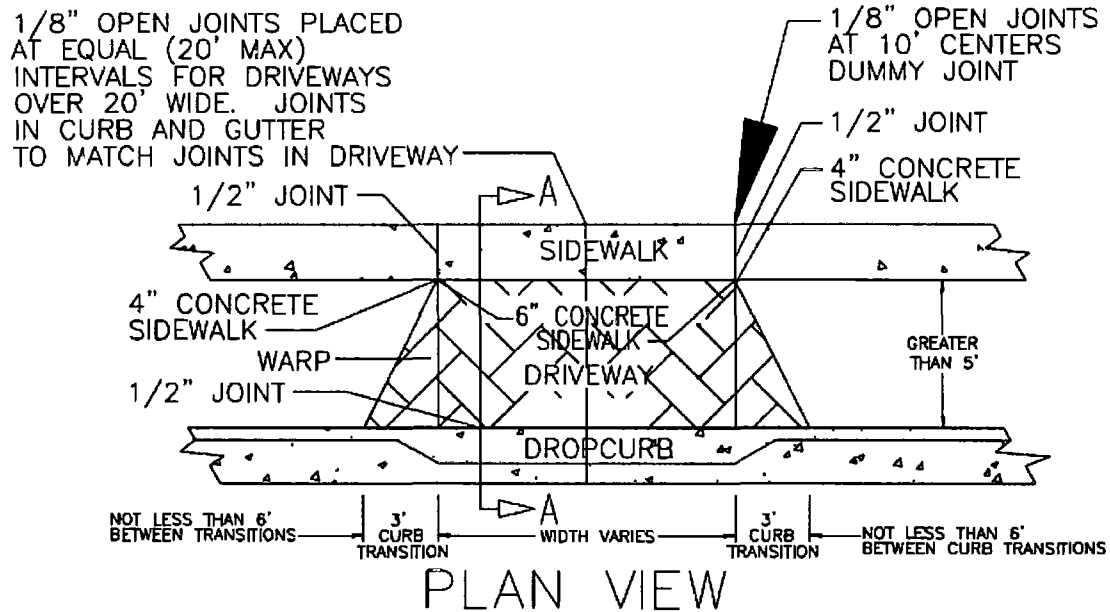 1/8" OPEN JOINTS PLACED
AT EQUAL (20' MAX)
INTERVALS FOR DRIVEWAYS
OVER 20' WIDE. JOINTS
IN CURB AND GUTTER
TO MATCH JOINTS IN DRIVEWAY
1/8" OPEN JOINTS
AT 10' CENTERS
DUMMY JOINT
1/2" JOINT
4" CONCRETE
SIDEWALK
1/2" JOINT
A
SIDEWALK
4" CONCRETE
SIDEWALK
6" CONCRETE
SIDEWALK
WARP
DRIVEWAY
GREATER
THAN 5'
1/2" JOINT
DROPCURB
A
NOT LESS THAN 6'
BETWEEN TRANSITIONS
3'
CURB
TRANSITION
WIDTH VARIES
3'
CURB
TRANSITION
NOT LESS THAN 6'
BETWEEN CURB TRANSITIONS
PLAN VIEW